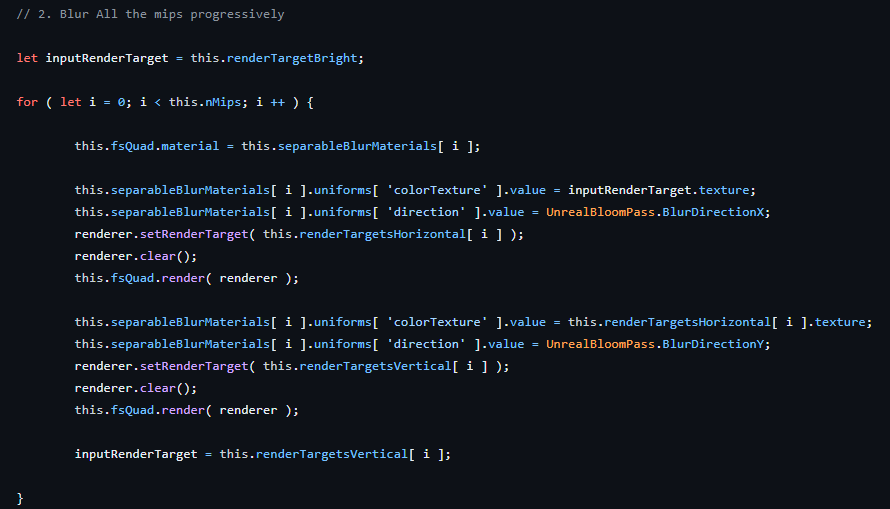 // 2. Blur All the mips progressively
let inputRenderTarget = this.renderTargetBright;
for ( let i = 0; i < this.nMips; i ++ ) {
this.fsQuad.material = this.separableBlurMaterials[ i ];
this.separableBlurMaterials[ i ].uniforms[ 'colorTexture' ].value = inputRenderTarget.texture;
this.separableBlurMaterials[ i ].uniforms[ 'direction' ].value = UnrealBloomPass.BlurDirectionX;
renderer.setRenderTarget( this.renderTargetsHorizontal[ i ] );
renderer.clear();
this.fsQuad.render( renderer );
this.separableBlurMaterials[ i ].uniforms[ 'colorTexture' ].value = this.renderTargetsHorizontal[ i ].texture;
this.separableBlurMaterials[ i ].uniforms[ 'direction' ].value = UnrealBloomPass.BlurDirectionY;
renderer.setRenderTarget( this.renderTargetsVertical[ i ] );
renderer.clear();
this.fsQuad.render( renderer );
inputRenderTarget = this.renderTargetsVertical[ i ];
}